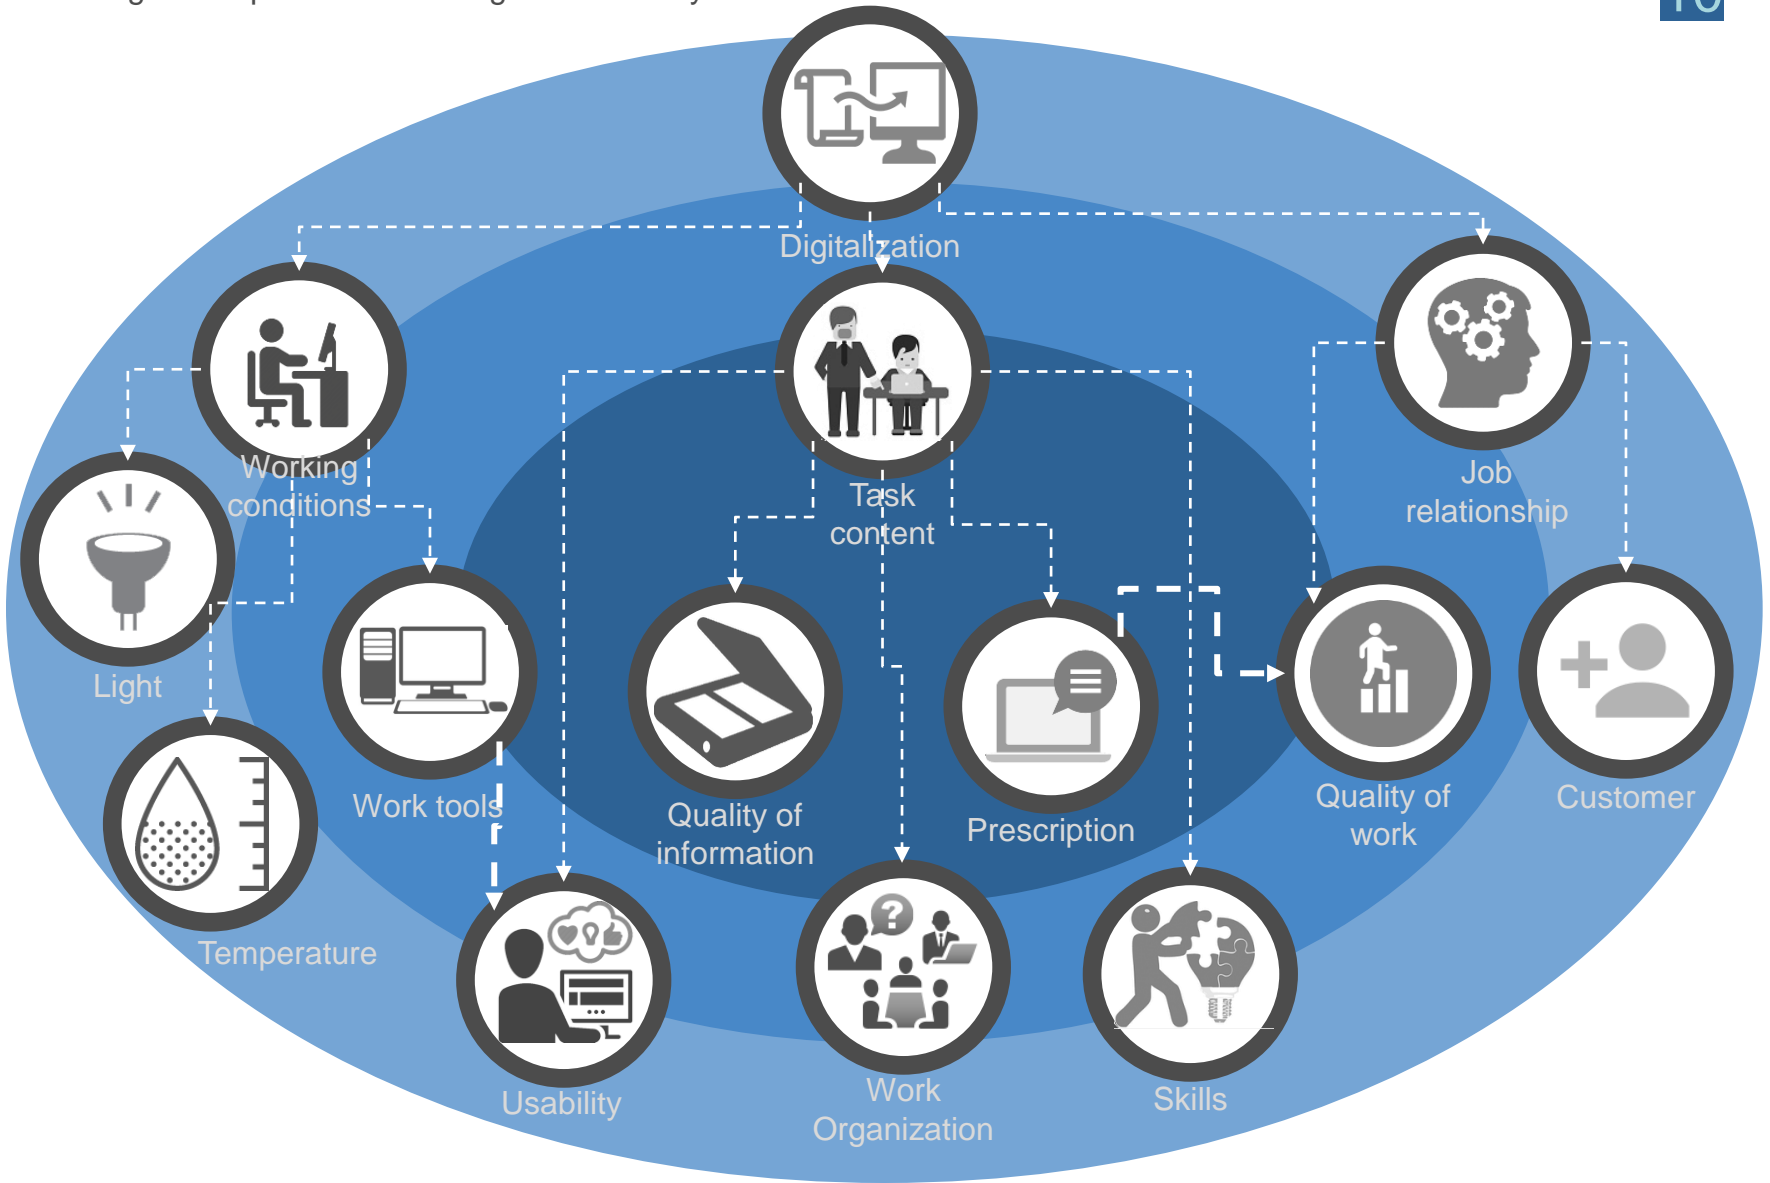 10
Digitalization
Working
conditions
Task
content
Job
relationship
Light
Work tools
Quality of
information
Prescription
Quality of
work
Customer
Temperature
Usability
Work
Organization
Skills